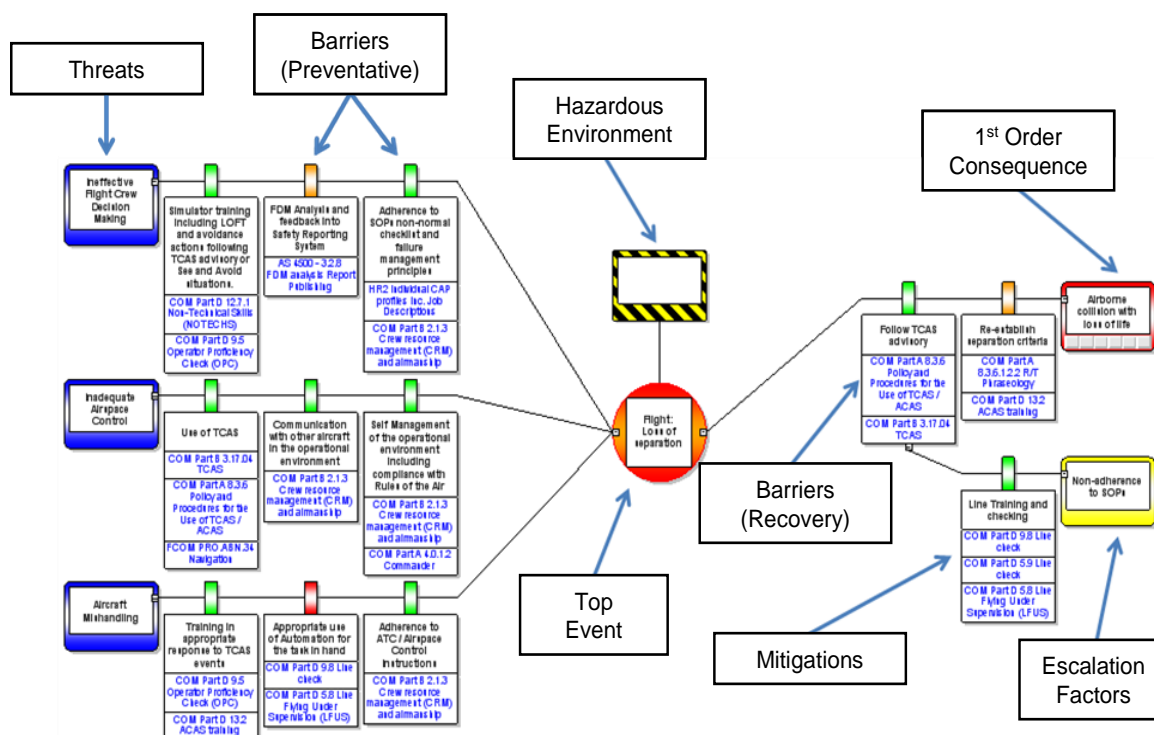 Threats
Barriers
(Preventative)
Hazardous
Environment
1st Order
Consequence
Ineffective
Flight Crew
Decision
Making
Simulator training
including LOFT
and avoidance
actions following
TCAS advisory or
See and Avoid
situations.
COM Part D 12.7.1
Non-Technical Skills
(NOTECHS)
COM Part D 9.5
Operator Proficiency
Check (OPC)
FDM Analysis and
feedback into
Safety Reporting
System
AS 4500 - 3.2.8
FDM analysis Report
Publishing
Adherence to
SOPs non-normal
checklist and
failure
management
principles
HR2 Individual CAP
profiles Inc. Job
Descriptions
COM Part B 2.1.3
Crew resource
management (CRM)
and airmanship
Inadequate
Airspace
Control
Use of TCAS
COM Part B 3.17.04
TCAS
COM Part A 8.3.6
Policy and
Procedures for
the Use of TCAS /
ACAS
FCOM PRO.ABN.34
Navigation
Communication
with other aircraft
in the operational
environment
COM Part B 2.1.3
Crew resource
management (CRM)
and airmanship
Self Management
of the operational
environment
including
compliance with
Rules of the Air
COM Part B 2.1.3
Crew resource
management (CRM)
and airmanship
COM Part A 4.0.1.2
Commander
Aircraft
Mishandling
Training in
appropriate
response to TCAS
events
COM Part D 9.5
Operator Proficiency
Check (OPC)
COM Part D 13.2
ACAS training
Appropriate use
of Automation for
the task in hand
COM Part D 9.8 Line
check
COM Part D 5.8 Line
Flying Under
Supervision (LFUS)
Adherence to
ATC / Airspace
Control
Instructions
COM Part B 2.1.3
Crew resource
management (CRM)
and airmanship
Flight:
Loss of
separation
Follow TCAS
advisory
COM Part A 8.3.6
Policy and
Procedures for the
Use of TCAS /
ACAS
COM Part B 3.17.04
TCAS
Re-establish
separation criteria
COM Part A
8.3.6.1.2.2 R/T
Phraseology
COM Part D 13.2
ACAS training
Airborne
collision with
loss of life
Line Training and
checking
COM Part D 9.8 Line
check
COM Part D 5.9 Line
check
COM Part D 5.8 Line
Flying Under
Supervision (LFUS)
Non-adherence
to SOPs
Barriers
(Recovery)
Top
Event
Mitigations
Escalation
Factors